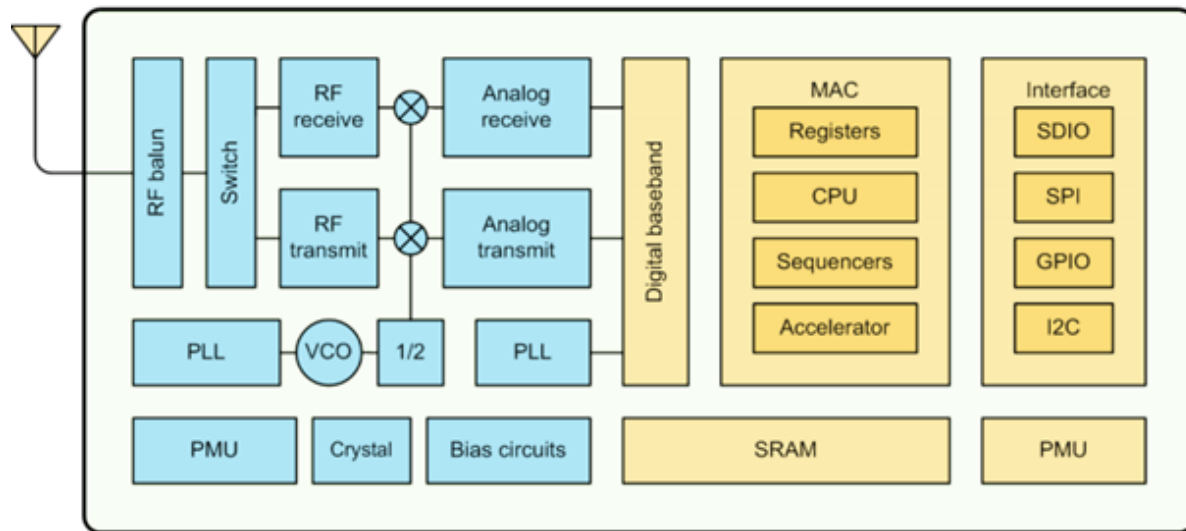 RF balun
Switch
RF
receive
Analog
receive
RF
transmit
Analog
transmit
PLL
VCO
1/2
PLL
Digital baseband
MAC
Registers
CPU
Sequencers
Accelerator
Interface
SDIO
SPI
GPIO
I2C
PMU
Crystal
Bias circuits
SRAM
PMU